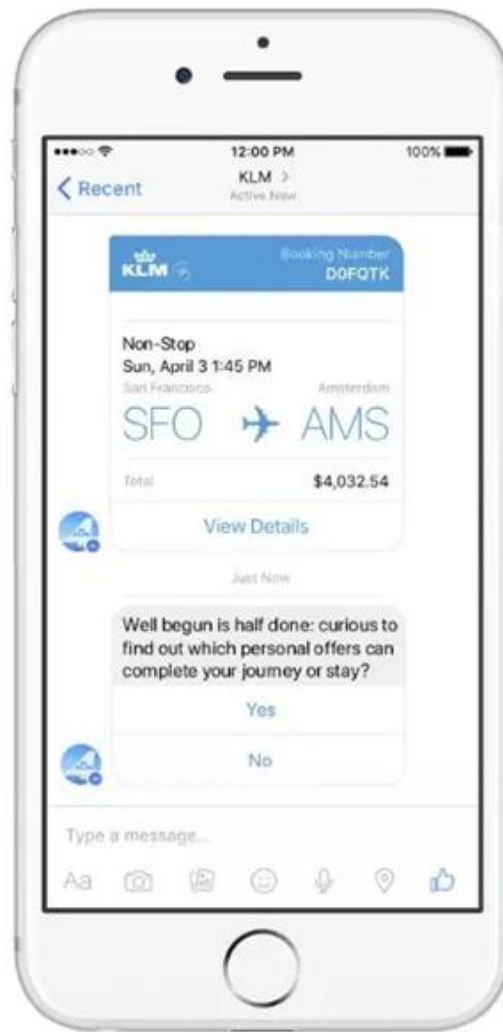 12:00 PM
100%
Recent
KLM >
Active Now
KLM
Booking Number
D0FQTK
Non-Stop
Sun, April 3 1:45 PM
San Francisco
Amsterdam
SFO
AMS
Total
$4,032.54
View Details
Just Now
Well begun is half done: curious to
find out which personal offers can
complete your journey or stay?
Yes
No
Type a message...
Aa